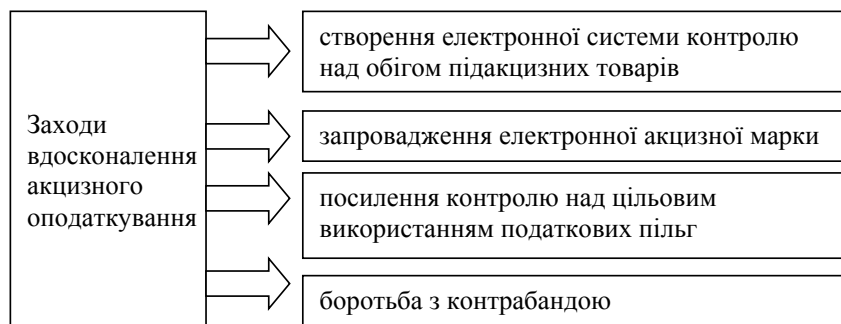 Заходи
вдосконалення
акцизного
оподаткування
створення електронної системи контролю
над обігом підакцизних товарів
запровадження електронної акцизної марки
посилення контролю над цільовим
використанням податкових пільг
боротьба з контрабандою